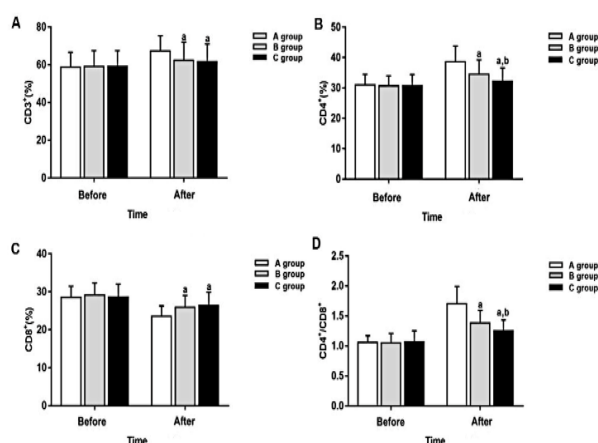 A
CD3+(%)
80
60
40
20
0
a
a
Before
After
Time
A group
B group
C group
B
CD4+(%)
50
40
30
20
10
0
a
a,b
Before
After
Time
A group
B group
C group
C
CD8+(%)
40
30
20
10
0
a
a
Before
After
Time
A group
B group
C group
D
CD4+/CD8+
2.5
2.0
1.5
1.0
0.5
0.0
a
a,b
Before
After
Time
A group
B group
C group